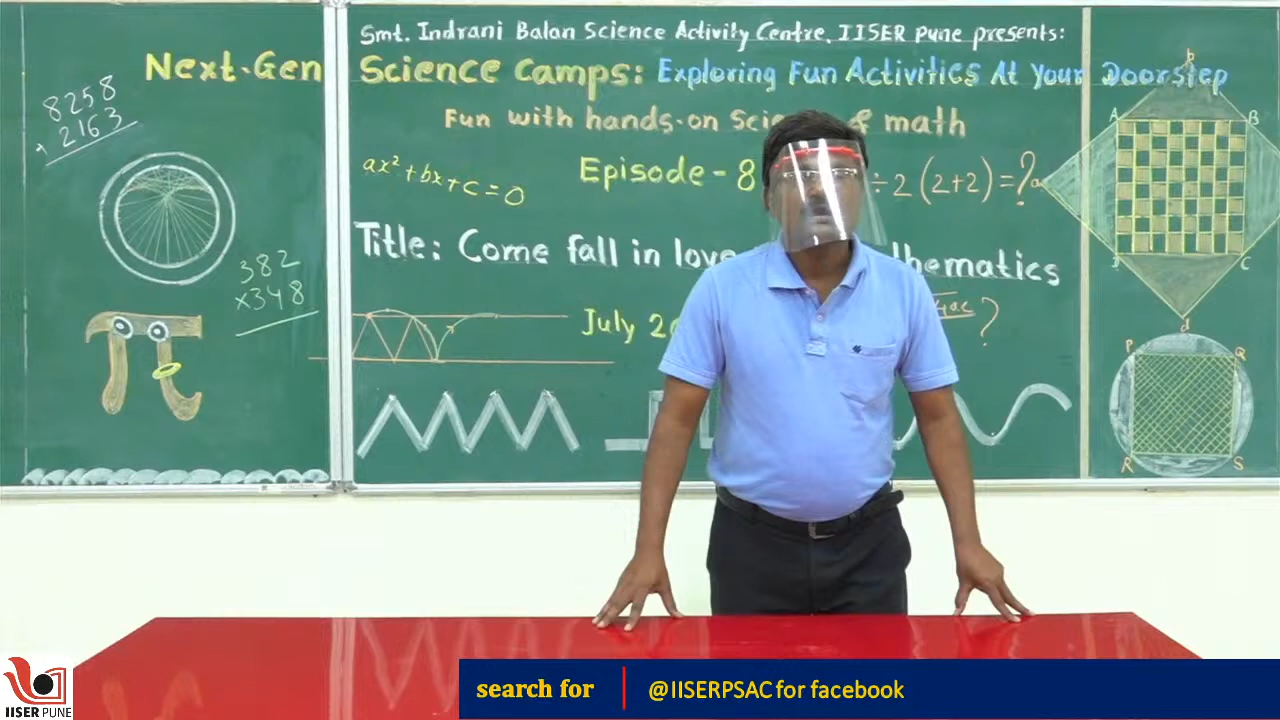 Smt. Indrani Balan Science Activity Centre, IISER Pune presents:
Next-Gen Science Camps: Exploring Fun Activities At Your Doorstep
Fun with hands-on math
Episode - 8
Title: Come fall in love
July
8258
× 2163
382
×348
ax² + bx + c = 0
÷ 2 (2+2) = ?
4ac ?
π
b
A B
a
C
d
P Q
R S
search for @IISERPSAC for facebook
IISER PUNE